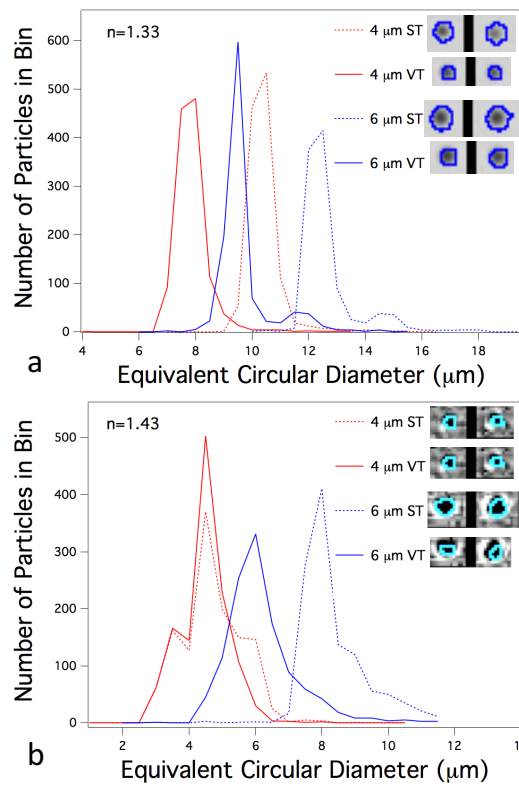 n=1.33
4 μm ST
4 μm VT
6 μm ST
6 μm VT
Number of Particles in Bin
600
500
400
300
200
100
0
4 6 8 10 12 14 16 18
a
Equivalent Circular Diameter (μm)
n=1.43
4 μm ST
4 μm VT
6 μm ST
6 μm VT
Number of Particles in Bin
500
400
300
200
100
0
2 4 6 8 10 12 14
b
Equivalent Circular Diameter (μm)